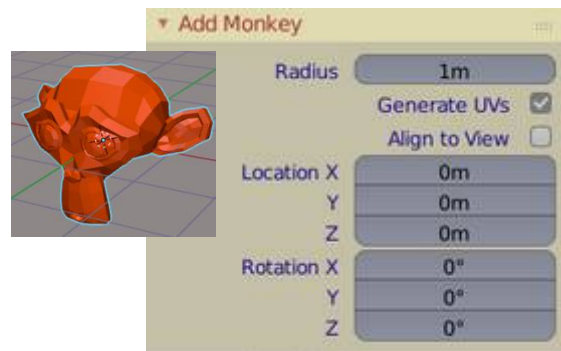 Add Monkey
Radius 1m
Generate UVs
Align to View
Location X 0m
Y 0m
Z 0m
Rotation X 0°
Y 0°
Z 0°